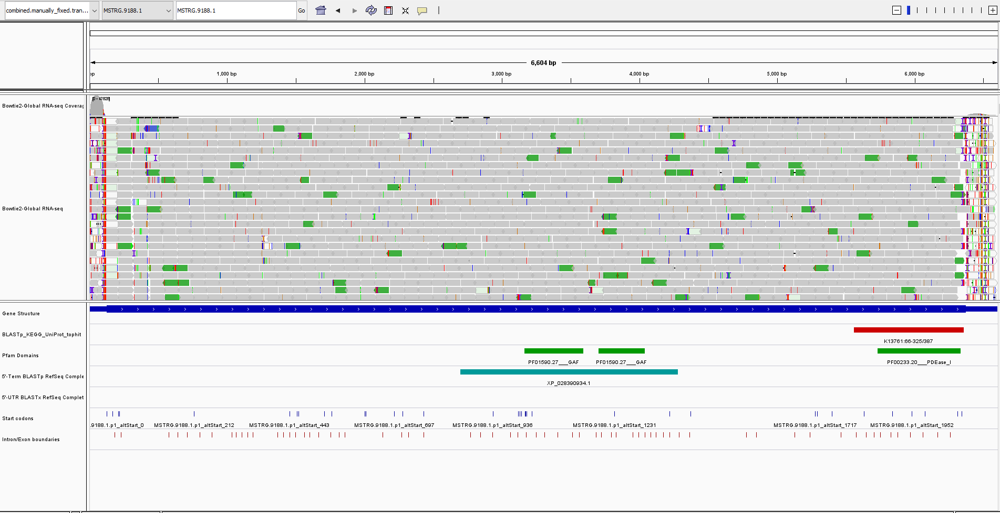 combined.manually_fixed.tran... MSTRG.9188.1 MSTRG.9188.1 Go
6,604 bp
bp 1,000 bp 2,000 bp 3,000 bp 4,000 bp 5,000 bp 6,000 bp
[0 - 47828]
Bowtie2-Global RNA-seq Coverag
Bowtie2-Global RNA-seq
Gene Structure
BLASTp_KEGG_UniProt_tophit
K13761:66-325/387
Pfam Domains
PF01590.27___GAF PF01590.27___GAF PF00233.20___PDEase_I
5'-Term BLASTp RefSeq Comple
XP_028390934.1
5'-UTR BLASTx RefSeq Complet
Start codons
.9188.1.p1_altStart_0 MSTRG.9188.1.p1_altStart_212 MSTRG.9188.1.p1_altStart_443 MSTRG.9188.1.p1_altStart_697 MSTRG.9188.1.p1_altStart_936 MSTRG.9188.1.p1_altStart_1231 MSTRG.9188.1.p1_altStart_1717 MSTRG.9188.1.p1_altStart_1952
Intron/Exon boundaries